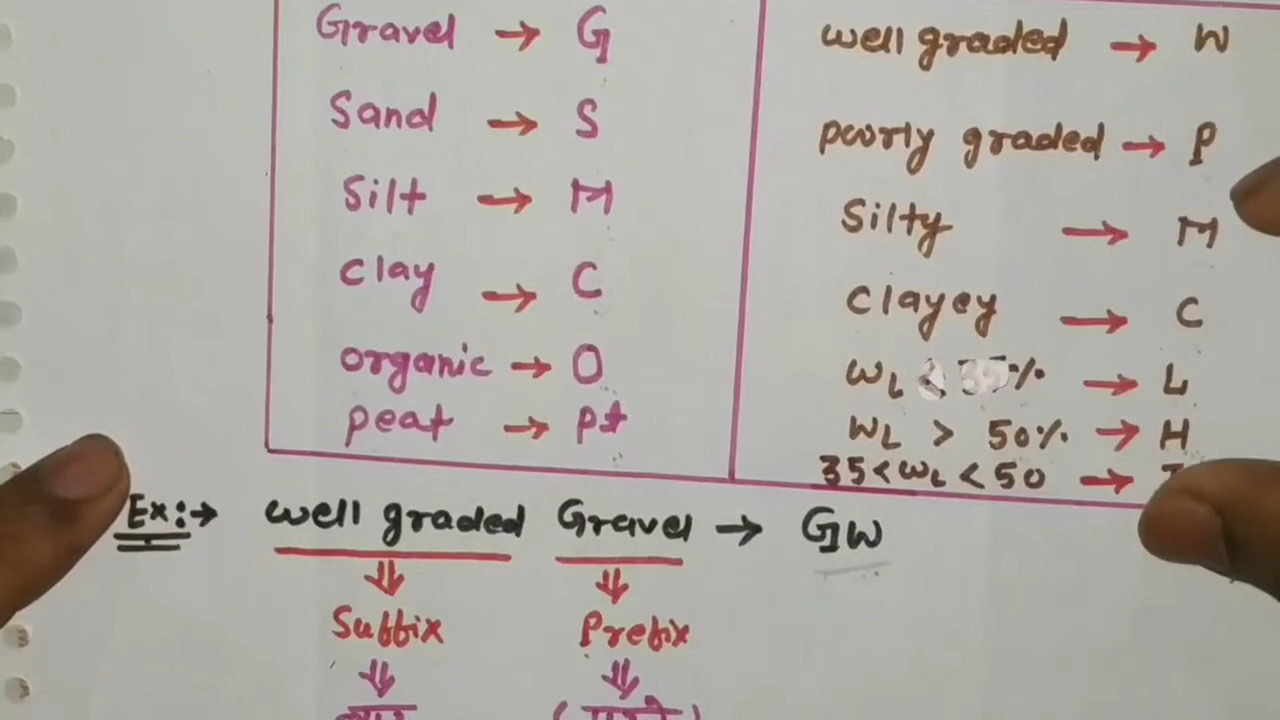 Gravel → G
Sand → S
Silt → M
clay → C
organic → O
peat → Pt
well graded → W
poorly graded → P
Silty → M
clayey → C
WL < 35% → L
WL > 50% → H
35 < WL < 50 →
Ex:→ well graded Gravel → GW
Suffix Prefix